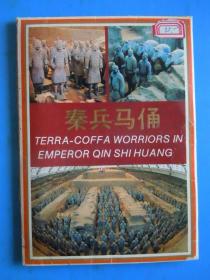 秦兵马俑
TERRA-COFFA WORRIORS IN
EMPEROR QIN SHI HUANG